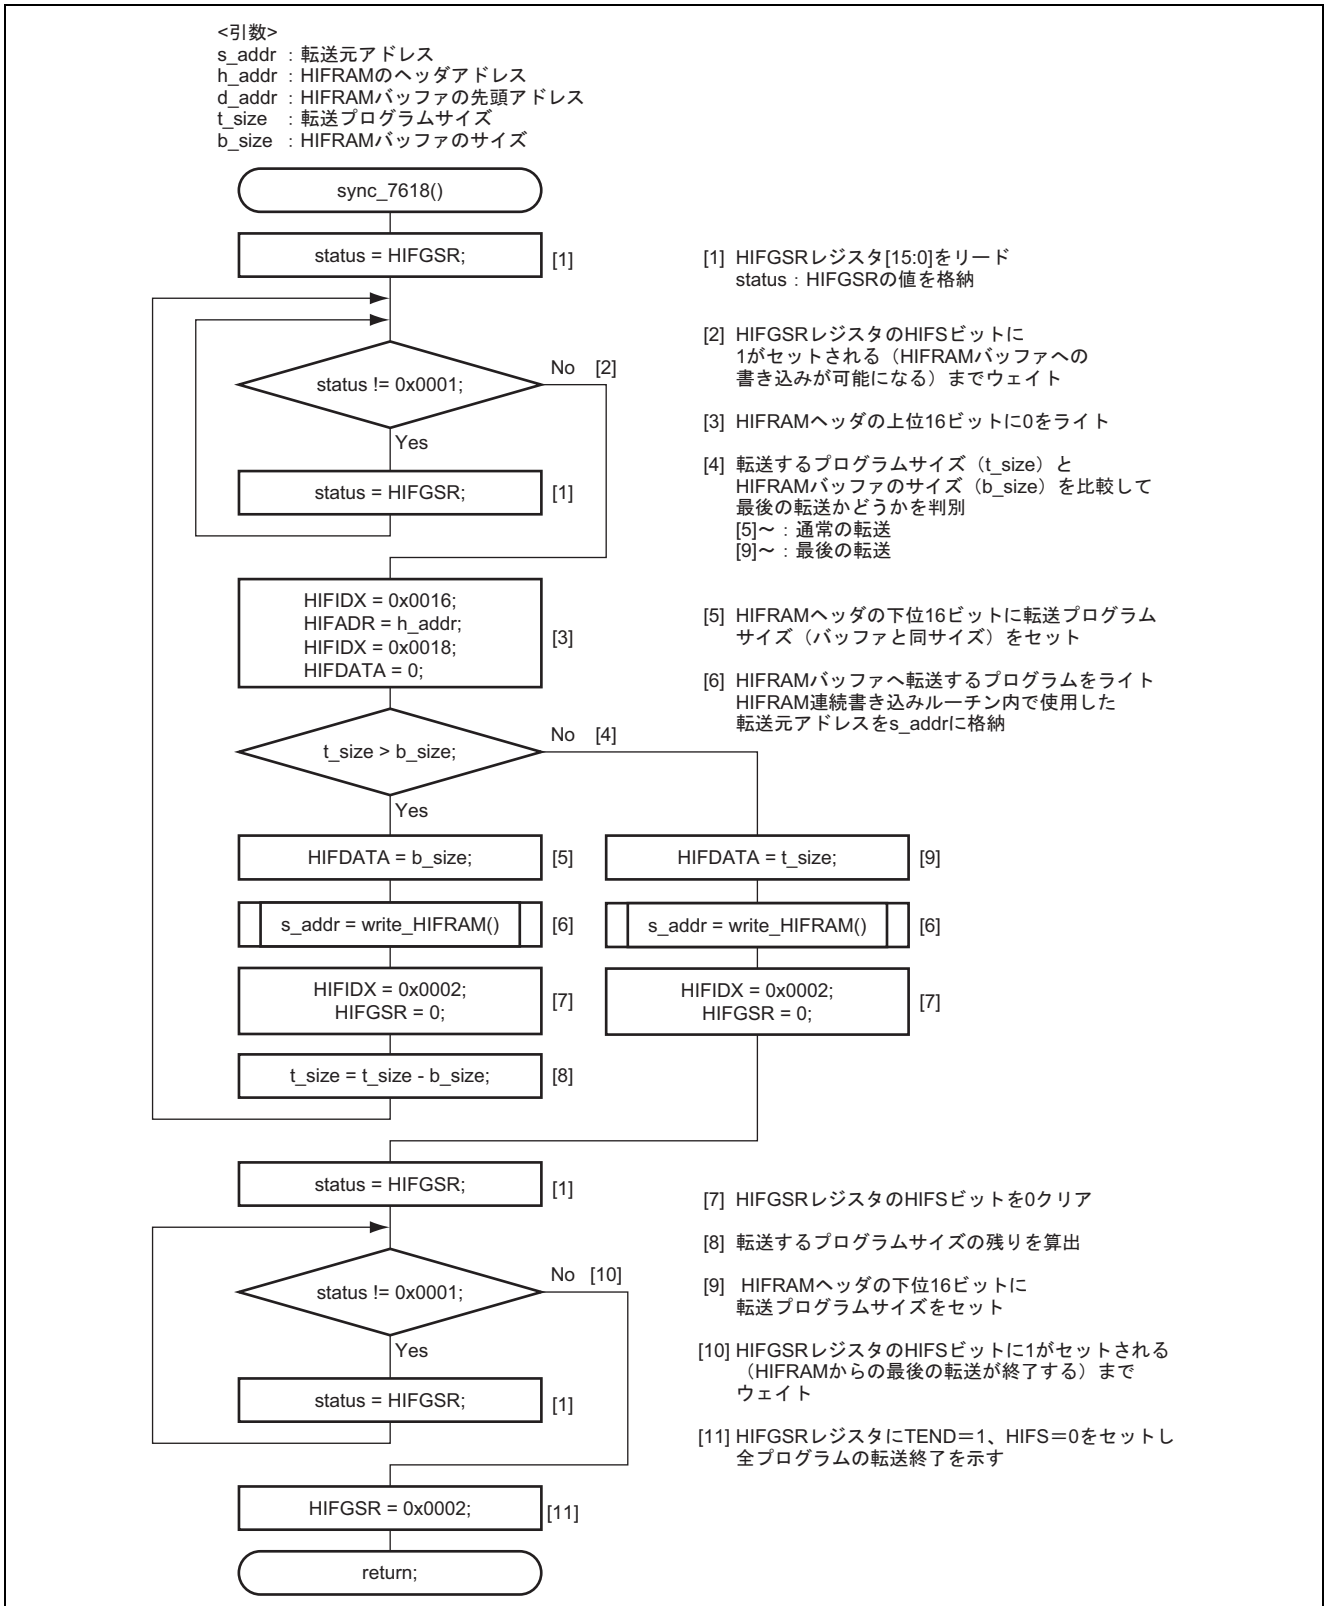 <引数>
s_addr : 転送元アドレス
h_addr : HIFRAMのヘッダアドレス
d_addr : HIFRAMバッファの先頭アドレス
t_size : 転送プログラムサイズ
b_size : HIFRAMバッファのサイズ
sync_7618()
status = HIFGSR; [1]
status != 0x0001;
No [2]
Yes
status = HIFGSR; [1]
HIFIDX = 0x0016;
HIFADR = h_addr;
HIFIDX = 0x0018;
HIFDATA = 0;
[3]
t_size > b_size;
No [4]
Yes
HIFDATA = b_size; [5]
HIFDATA = t_size; [9]
s_addr = write_HIFRAM() [6]
s_addr = write_HIFRAM() [6]
HIFIDX = 0x0002;
HIFGSR = 0;
[7]
HIFIDX = 0x0002;
HIFGSR = 0;
[7]
t_size = t_size - b_size; [8]
status = HIFGSR; [1]
status != 0x0001;
No [10]
Yes
status = HIFGSR; [1]
HIFGSR = 0x0002; [11]
return;
[1] HIFGSRレジスタ[15:0]をリード
status : HIFGSRの値を格納
[2] HIFGSRレジスタのHIFSビットに
1がセットされる（HIFRAMバッファへの
書き込みが可能になる）までウェイト
[3] HIFRAMヘッダの上位16ビットに0をライト
[4] 転送するプログラムサイズ（t_size）と
HIFRAMバッファのサイズ（b_size）を比較して
最後の転送かどうかを判別
[5]～ : 通常の転送
[9]～ : 最後の転送
[5] HIFRAMヘッダの下位16ビットに転送プログラム
サイズ（バッファと同サイズ）をセット
[6] HIFRAMバッファへ転送するプログラムをライト
HIFRAM連続書き込みルーチン内で使用した
転送元アドレスをs_addrに格納
[7] HIFGSRレジスタのHIFSビットを0クリア
[8] 転送するプログラムサイズの残りを算出
[9] HIFRAMヘッダの下位16ビットに
転送プログラムサイズをセット
[10] HIFGSRレジスタのHIFSビットに1がセットされる
（HIFRAMからの最後の転送が終了する）まで
ウェイト
[11] HIFGSRレジスタにTEND＝1、HIFS＝0をセットし
全プログラムの転送終了を示す